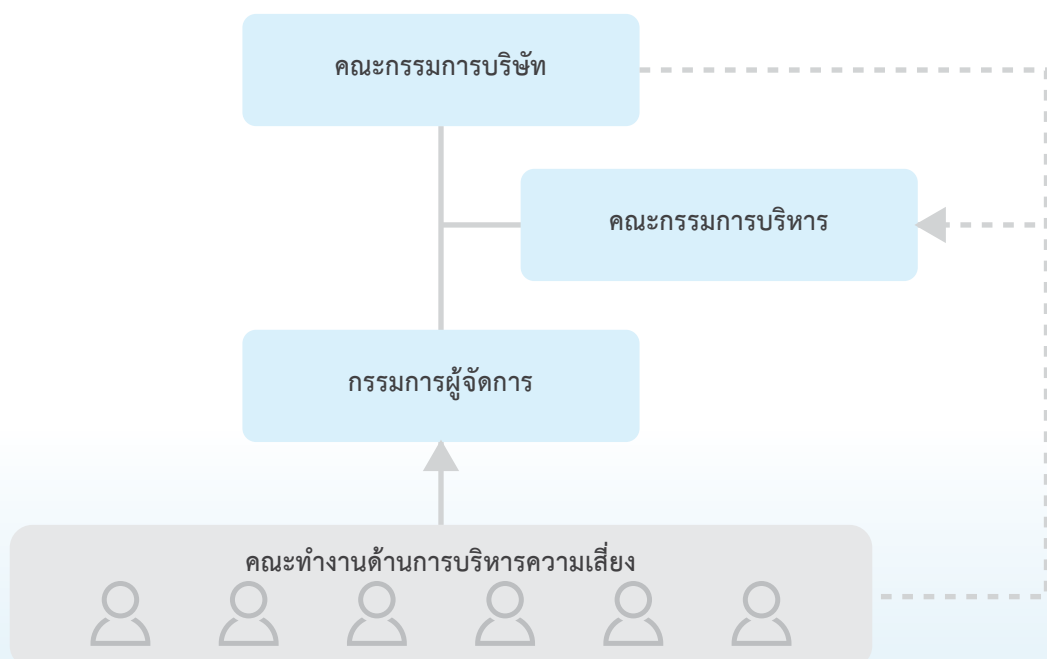 คณะกรรมการบริษัท
คณะกรรมการบริหาร
กรรมการผู้จัดการ
คณะทำงานด้านการบริหารความเสี่ยง